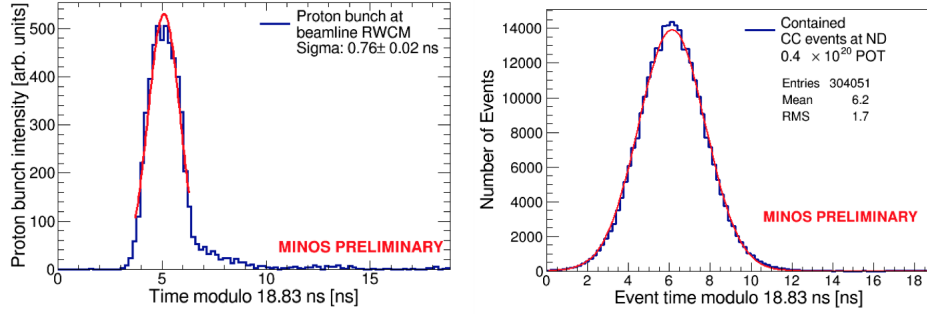 Proton bunch intensity [arb. units]
500
400
300
200
100
0
Proton bunch at
beamline RWCM
Sigma: 0.76± 0.02 ns
MINOS PRELIMINARY
0 5 10 15
Time modulo 18.83 ns [ns]
Number of Events
14000
12000
10000
8000
6000
4000
2000
0
Contained
CC events at ND
0.4 × 10²⁰ POT
Entries 304051
Mean 6.2
RMS 1.7
MINOS PRELIMINARY
0 2 4 6 8 10 12 14 16 18
Event time modulo 18.83 ns [ns]